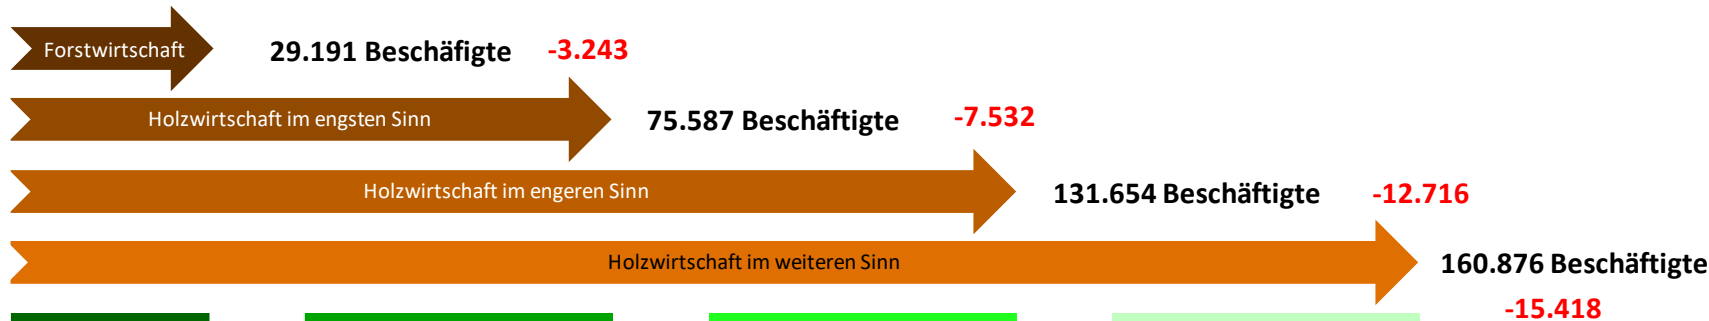 Forstwirtschaft 29.191 Beschäfigte -3.243
Holzwirtschaft im engsten Sinn 75.587 Beschäftigte -7.532
Holzwirtschaft im engeren Sinn 131.654 Beschäftigte -12.716
Holzwirtschaft im weiteren Sinn 160.876 Beschäftigte
-15.418